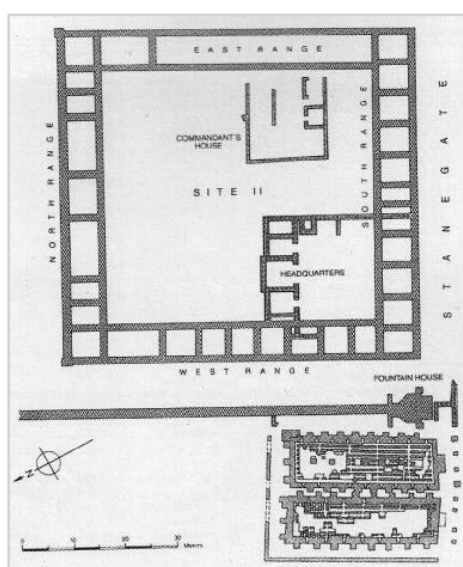 EAST RANGE
COMMANDANT'S
HOUSE
NORTH RANGE
SITE II
SOUTH RANGE
STANEGATE
HEADQUARTERS
WEST RANGE
FOUNTAIN HOUSE
N
0 10 20 30
Metres